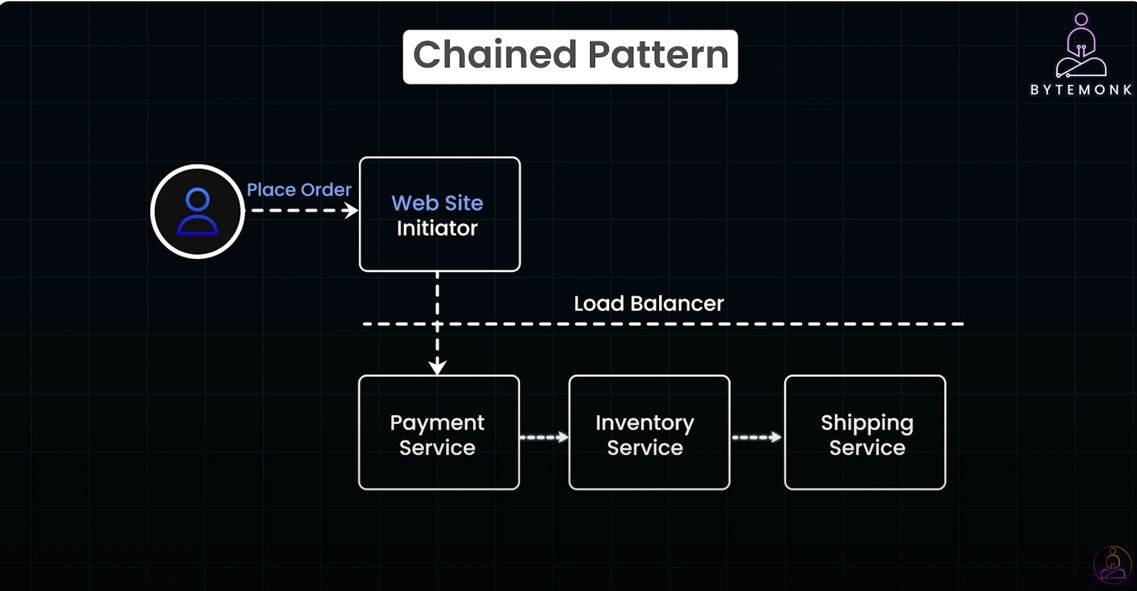 Chained Pattern
BYTEMONK
Place Order
Web Site
Initiator
Load Balancer
Payment
Service
Inventory
Service
Shipping
Service